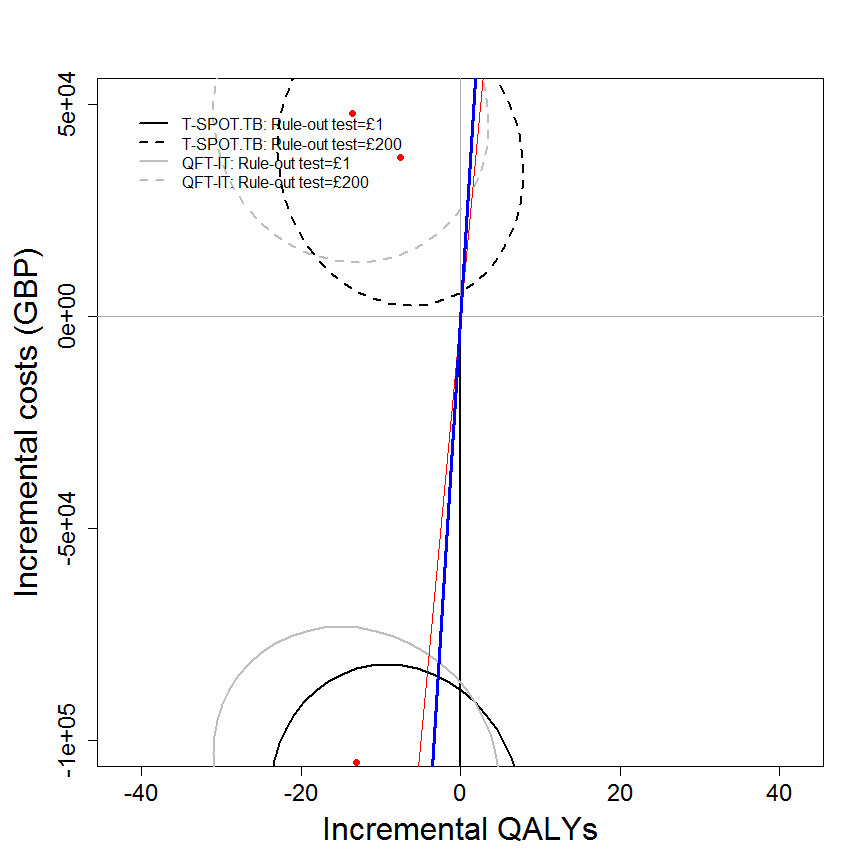 T-SPOT.TB: Rule-out test=£1
T-SPOT.TB: Rule-out test=£200
QFT-IT: Rule-out test=£1
QFT-IT: Rule-out test=£200
5e+04
0e+00
-5e+04
-1e+05
Incremental costs (GBP)
-40 -20 0 20 40
Incremental QALYs